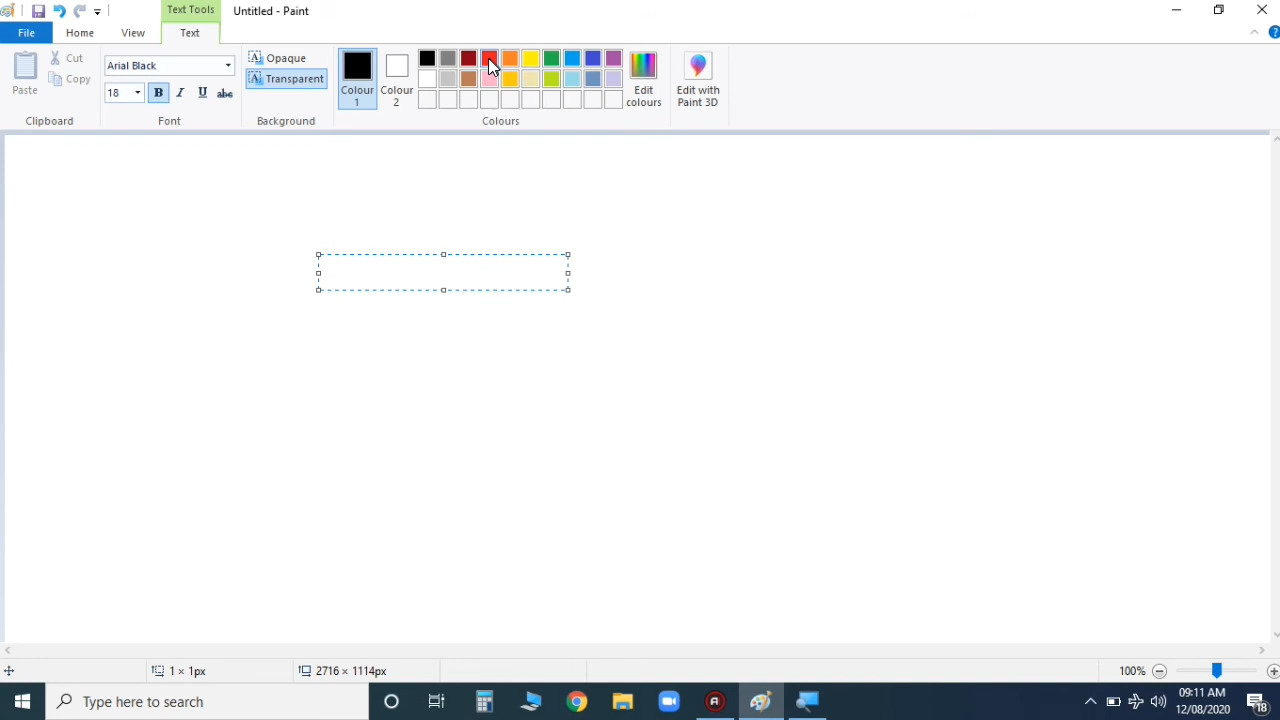 Text Tools
Untitled - Paint
File
Home
View
Text
Paste
Cut
Copy
Clipboard
Arial Black
18
B
I
U
abc
Font
A Opaque
A Transparent
Background
Colour 1
Colour 2
Edit colours
Colours
Edit with Paint 3D
1 × 1px
2716 × 1114px
100%
Type here to search
09:11 AM
12/08/2020
18